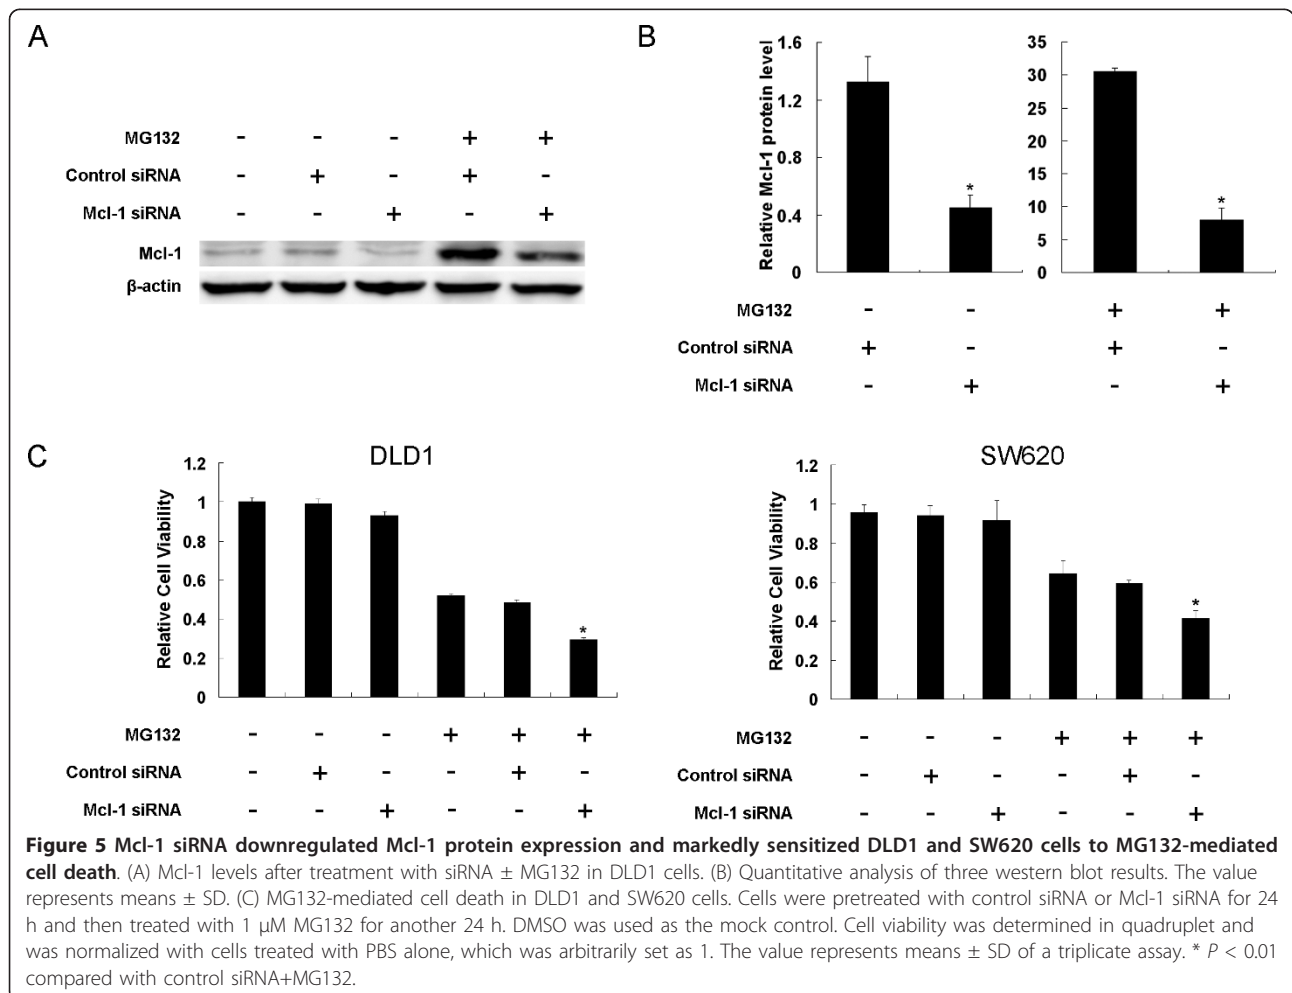 A
MG132 - - - + +
Control siRNA - + - + -
Mcl-1 siRNA - - + - +
Mcl-1
β-actin
B
Relative Mcl-1 protein level
1.6
1.2
0.8
0.4
0
*
35
30
25
20
15
10
5
0
*
MG132 - - + +
Control siRNA + - + -
Mcl-1 siRNA - + - +
C
DLD1
Relative Cell Viability
1.2
1
0.8
0.6
0.4
0.2
0
*
MG132 - - - + + +
Control siRNA - + - - + -
Mcl-1 siRNA - - + - - +
SW620
Relative Cell Viability
1.2
1
0.8
0.6
0.4
0.2
0
*
MG132 - - - + + +
Control siRNA - + - - + -
Mcl-1 siRNA - - + - - +
Figure 5 Mcl-1 siRNA downregulated Mcl-1 protein expression and markedly sensitized DLD1 and SW620 cells to MG132-mediated
cell death. (A) Mcl-1 levels after treatment with siRNA ± MG132 in DLD1 cells. (B) Quantitative analysis of three western blot results. The value
represents means ± SD. (C) MG132-mediated cell death in DLD1 and SW620 cells. Cells were pretreated with control siRNA or Mcl-1 siRNA for 24
h and then treated with 1 μM MG132 for another 24 h. DMSO was used as the mock control. Cell viability was determined in quadruplet and
was normalized with cells treated with PBS alone, which was arbitrarily set as 1. The value represents means ± SD of a triplicate assay. * P < 0.01
compared with control siRNA+MG132.